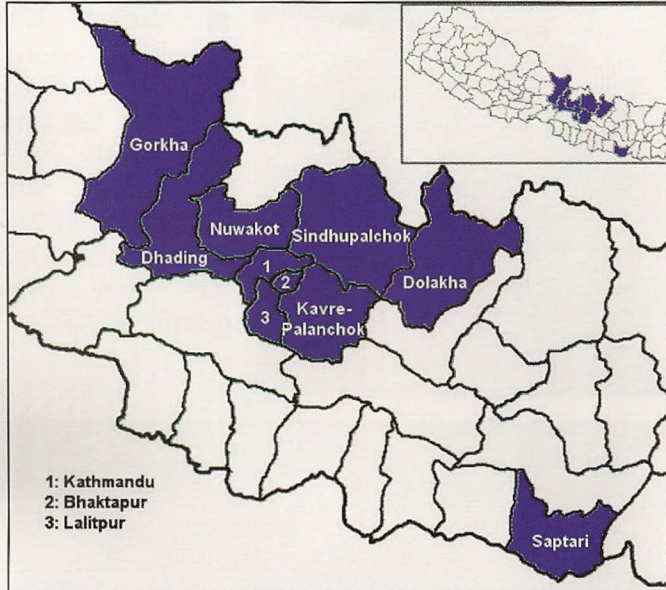 Gorkha
Nuwakot
Sindhupalchok
Dhading
1
Dolakha
2
Kavre-
3
Palanchok
1: Kathmandu
2: Bhaktapur
3: Lalitpur
Saptari